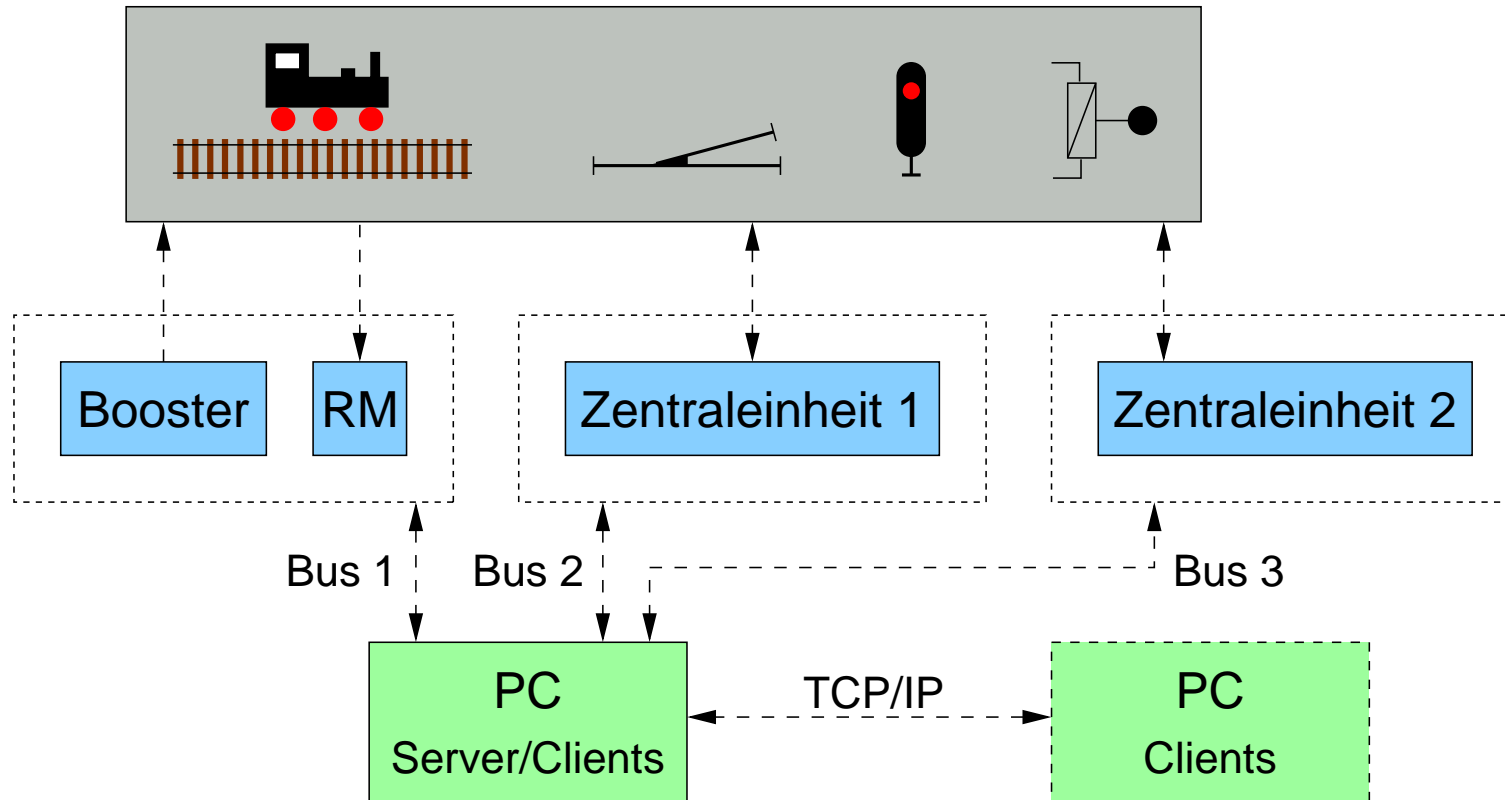 Booster
RM
Zentraleinheit 1
Zentraleinheit 2
Bus 1
Bus 2
Bus 3
PC
Server/Clients
TCP/IP
PC
Clients